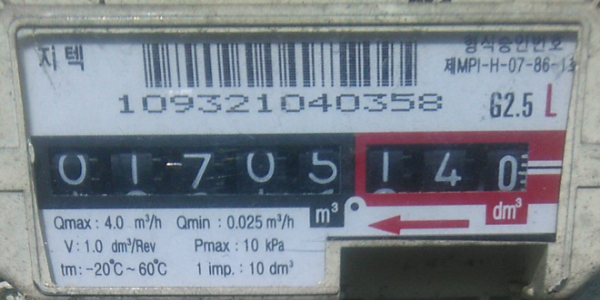 지텍
형식승인번호
제MPI-H-07-86-13
109321040358
G2.5 L
01705 140
m³ dm³
Qmax : 4.0 m³/h Qmin : 0.025 m³/h
V : 1.0 dm³/Rev Pmax : 10 kPa
tm: -20°C ~ 60°C 1 imp. : 10 dm³